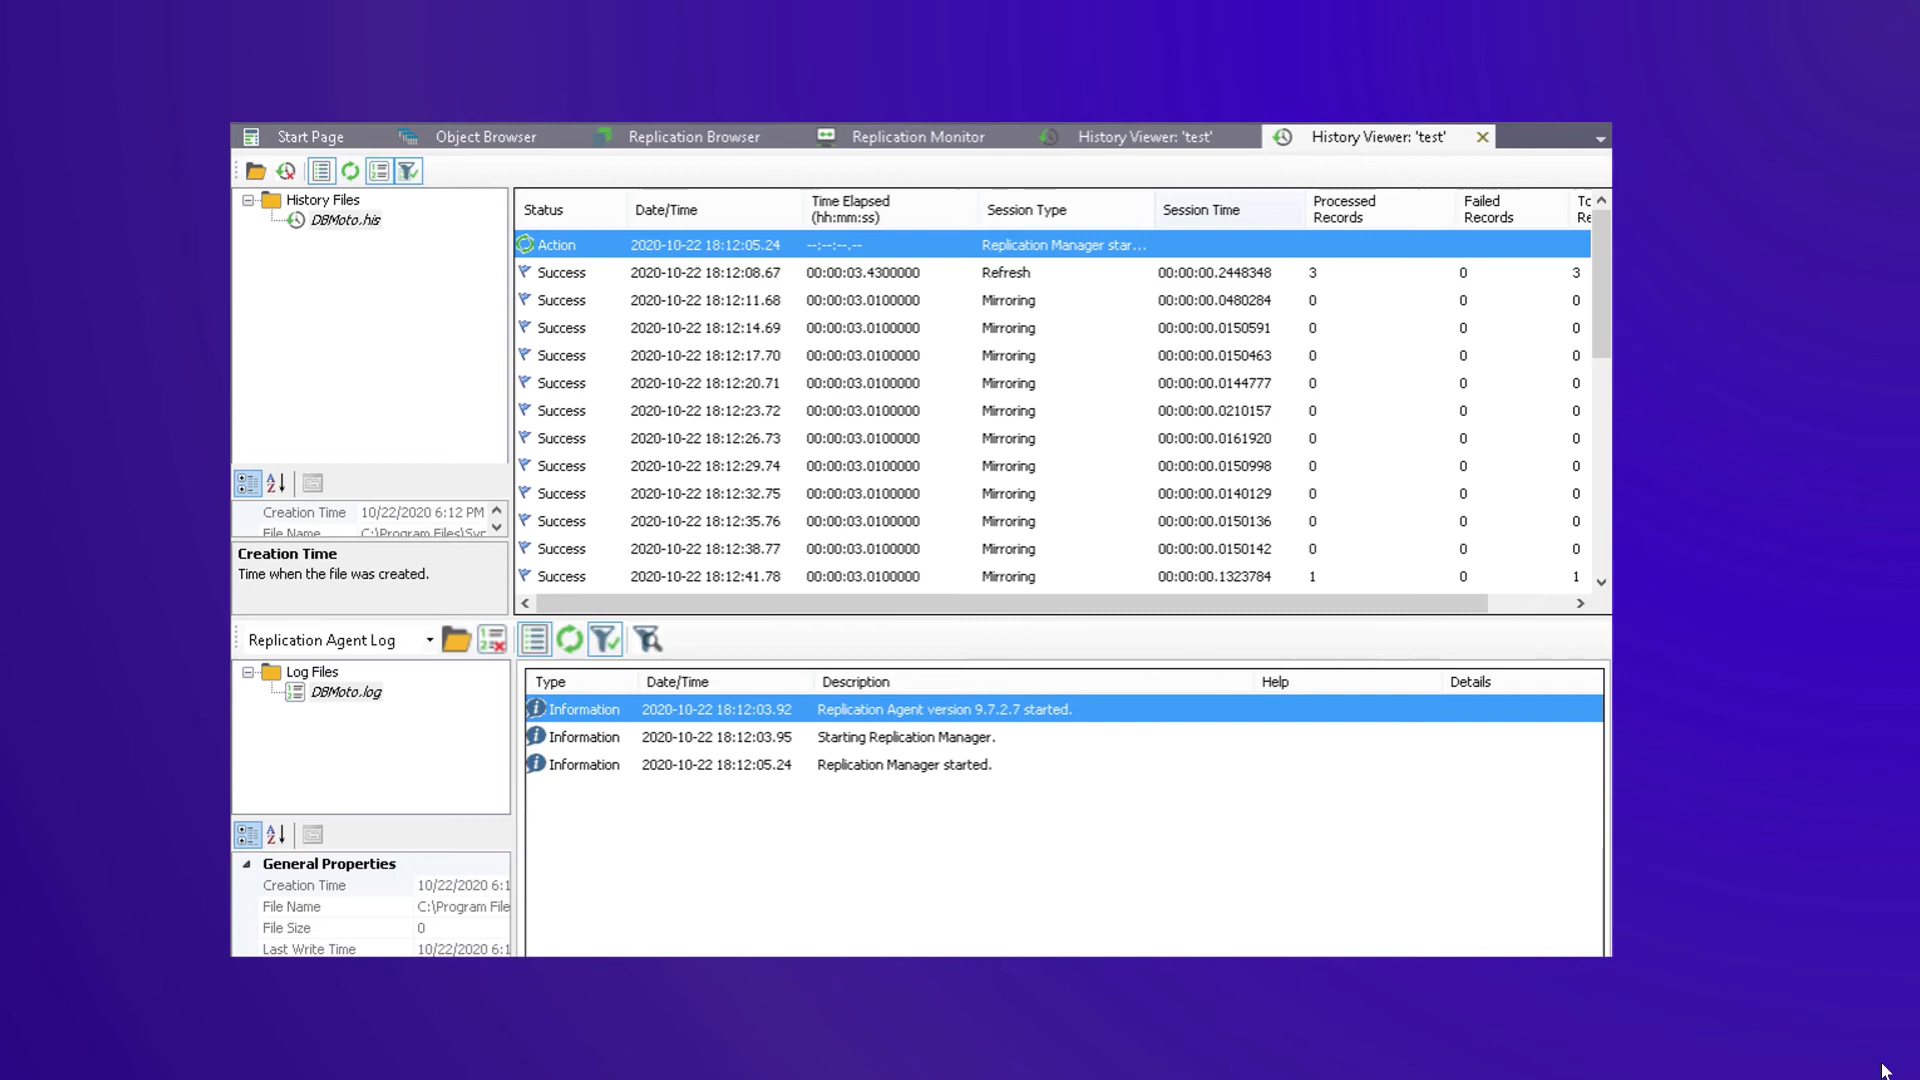 Start Page Object Browser Replication Browser Replication Monitor History Viewer: 'test' History Viewer: 'test'
History Files
DBMoto.his
Status Date/Time Time Elapsed (hh:mm:ss) Session Type Session Time Processed Records Failed Records
Action 2020-10-22 18:12:05.24 --:--:--.-- Replication Manager star...
Success 2020-10-22 18:12:08.67 00:00:03.4300000 Refresh 00:00:00.2448348 3 0 3
Success 2020-10-22 18:12:11.68 00:00:03.0100000 Mirroring 00:00:00.0480284 0 0 0
Success 2020-10-22 18:12:14.69 00:00:03.0100000 Mirroring 00:00:00.0150591 0 0 0
Success 2020-10-22 18:12:17.70 00:00:03.0100000 Mirroring 00:00:00.0150463 0 0 0
Success 2020-10-22 18:12:20.71 00:00:03.0100000 Mirroring 00:00:00.0144777 0 0 0
Success 2020-10-22 18:12:23.72 00:00:03.0100000 Mirroring 00:00:00.0210157 0 0 0
Success 2020-10-22 18:12:26.73 00:00:03.0100000 Mirroring 00:00:00.0161920 0 0 0
Success 2020-10-22 18:12:29.74 00:00:03.0100000 Mirroring 00:00:00.0150998 0 0 0
Success 2020-10-22 18:12:32.75 00:00:03.0100000 Mirroring 00:00:00.0140129 0 0 0
Success 2020-10-22 18:12:35.76 00:00:03.0100000 Mirroring 00:00:00.0150136 0 0 0
Success 2020-10-22 18:12:38.77 00:00:03.0100000 Mirroring 00:00:00.0150142 0 0 0
Success 2020-10-22 18:12:41.78 00:00:03.0100000 Mirroring 00:00:00.1323784 1 0 1
Creation Time 10/22/2020 6:12 PM
File Name C:\Program Files\Syr
Creation Time
Time when the file was created.
Replication Agent Log
Log Files
DBMoto.log
Type Date/Time Description Help Details
Information 2020-10-22 18:12:03.92 Replication Agent version 9.7.2.7 started.
Information 2020-10-22 18:12:03.95 Starting Replication Manager.
Information 2020-10-22 18:12:05.24 Replication Manager started.
General Properties
Creation Time 10/22/2020 6:1
File Name C:\Program File
File Size 0
Last Write Time 10/22/2020 6:1